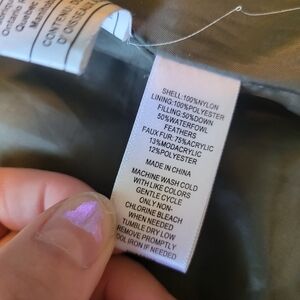 CONTENT
SHELL:100%NYLON
LINING:100%POLYESTER
FILLING:50%DOWN
50%WATERFOWL
FEATHERS
FAUX FUR: 75%ACRYLIC
13%MODACRYLIC
12%POLYESTER
MADE IN CHINA
MACHINE WASH COLD
WITH LIKE COLORS
GENTLE CYCLE
ONLY NON-
CHLORINE BLEACH
WHEN NEEDED
TUMBLE DRY LOW
REMOVE PROMPTLY
OOL IRON IF NEEDED